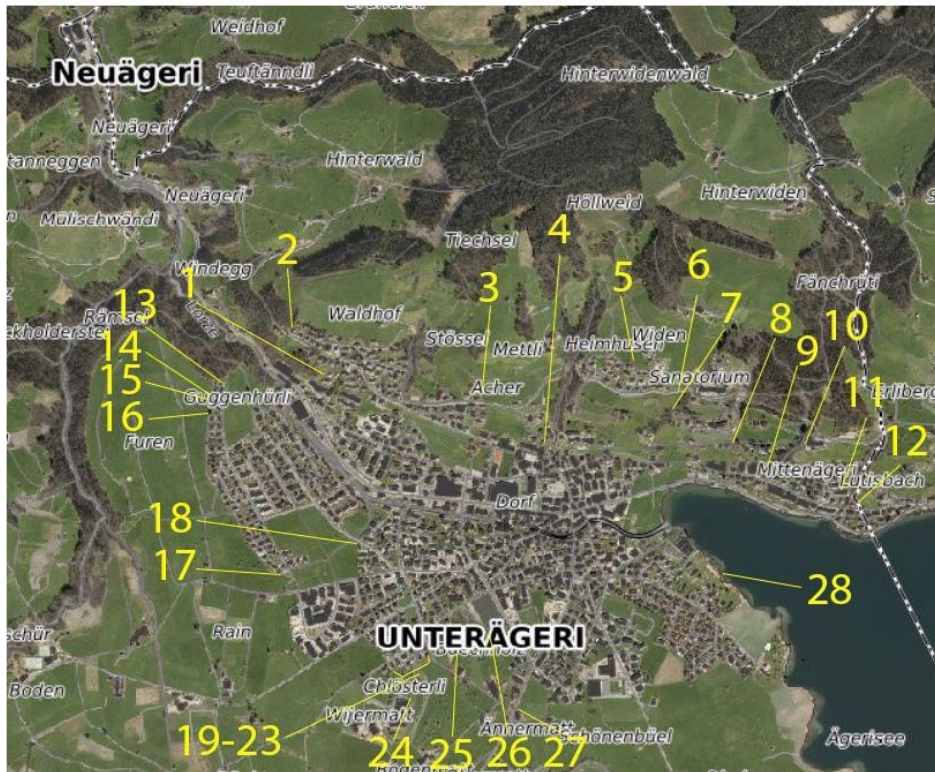 Weidhof
Neuägeri
Teuftänndli
Hinterwidenwald
Neuägeri
tanneggen
Hinterwald
Neuägeri
Hinterwiden
Höllweid
Mülischwändi
Tiechsel
4
2
5
6
Windegg
1
3
7
Fänchrüti
13
Rämsel
Lorze
Waldhof
8
10
ckholderste
Stössel
Widen
9
14
Mettli
Heimhusen
Sanatorium
11
15
Guggenhürli
Acher
Erliberg
16
Furen
12
Mittenägeri
Lutisbach
Dorf
18
17
28
schür
Rain
UNTERÄGERI
Boden
Chlösterli
Wijermatt
19-23
Ännermatt
24
25
26
27
Schönenbüel
Ägerisee